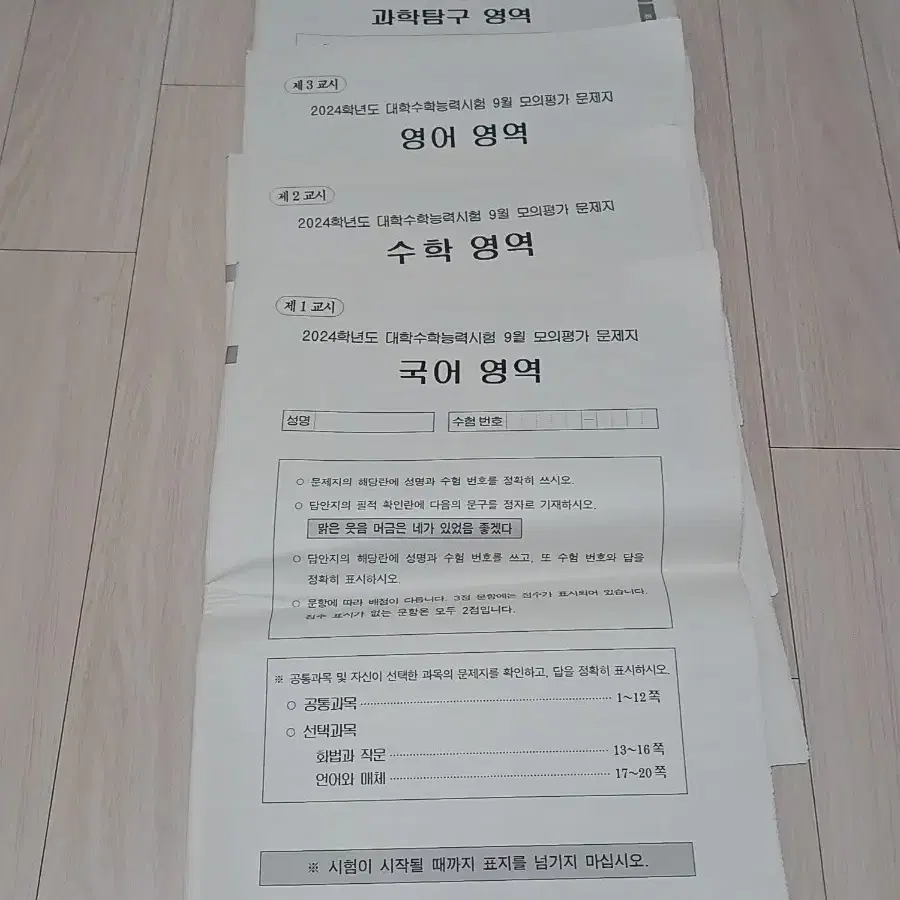 과학탐구 영역
제 3 교시
2024학년도 대학수학능력시험 9월 모의평가 문제지
영어 영역
제 2 교시
2024학년도 대학수학능력시험 9월 모의평가 문제지
수학 영역
제 1 교시
2024학년도 대학수학능력시험 9월 모의평가 문제지
국어 영역
성명
수험 번호
–
○ 문제지의 해당란에 성명과 수험 번호를 정확히 쓰시오.
○ 답안지의 필적 확인란에 다음의 문구를 정자로 기재하시오.
맑은 웃음 머금은 네가 있었음 좋겠다
○ 답안지의 해당란에 성명과 수험 번호를 쓰고, 또 수험 번호와 답을
정확히 표시하시오.
○ 문항에 따라 배점이 다릅니다. 3점 문항에는 점수가 표시되어 있습니다.
점수 표시가 없는 문항은 모두 2점입니다.
※ 공통과목 및 자신이 선택한 과목의 문제지를 확인하고, 답을 정확히 표시하시오.
○ 공통과목 ················ 1~12 쪽
○ 선택과목
화법과 작문 ················ 13~16 쪽
언어와 매체 ················ 17~20 쪽
※ 시험이 시작될 때까지 표지를 넘기지 마십시오.